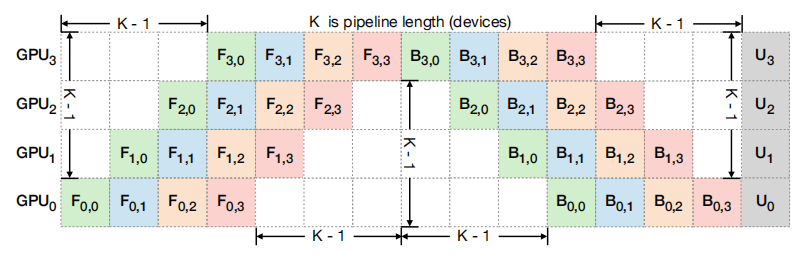 K - 1 K is pipeline length (devices) K - 1
GPU3 F3,0 F3,1 F3,2 F3,3 B3,0 B3,1 B3,2 B3,3 U3
K - 1 K - 1
GPU2 F2,0 F2,1 F2,2 F2,3 B2,0 B2,1 B2,2 B2,3 U2
K - 1
GPU1 F1,0 F1,1 F1,2 F1,3 B1,0 B1,1 B1,2 B1,3 U1
GPU0 F0,0 F0,1 F0,2 F0,3 B0,0 B0,1 B0,2 B0,3 U0
K - 1 K - 1